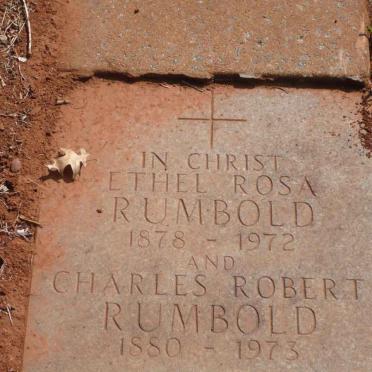 IN CHRIST
ETHEL ROSA
RUMBOLD
1878 - 1972
AND
CHARLES ROBERT
RUMBOLD
1880 - 1973